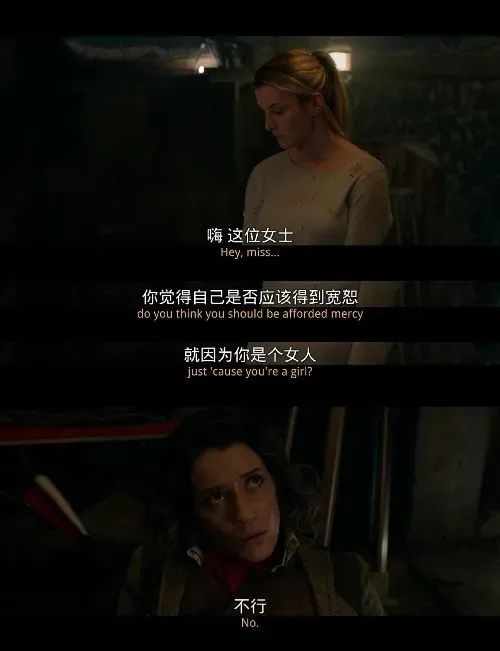 嗨 这位女士
Hey, miss...
你觉得自己是否应该得到宽恕
do you think you should be afforded mercy
就因为你是个女人
just 'cause you're a girl?
不行
No.